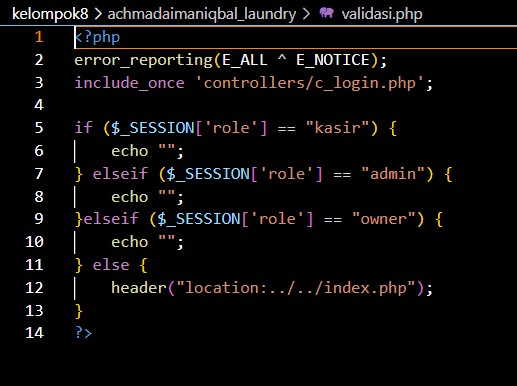 kelompok8 > achmadaimaniqbal_laundry > validasi.php
1 <?php
2 error_reporting(E_ALL ^ E_NOTICE);
3 include_once 'controllers/c_login.php';
4
5 if ($_SESSION['role'] == "kasir") {
6     echo "";
7 } elseif ($_SESSION['role'] == "admin") {
8     echo "";
9 }elseif ($_SESSION['role'] == "owner") {
10     echo "";
11 } else {
12     header("location:../../index.php");
13 }
14 ?>